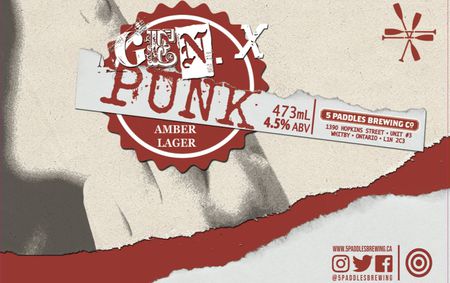 GEN. X
PUNK
AMBER
LAGER
473mL
4.5% ABV
5 PADDLES BREWING CO
1390 HOPKINS STREET • UNIT #3
WHITBY • ONTARIO • L1N 2C3
WWW.5PADDLESBREWING.CA
@5PADDLESBREWING